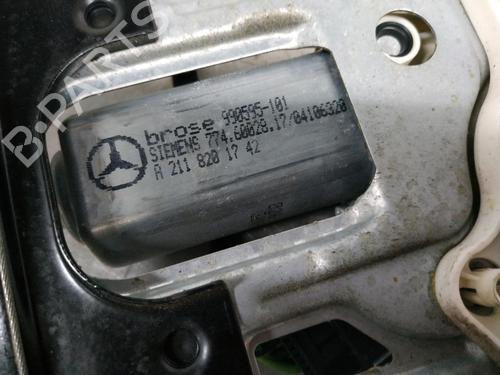 B-PARTS
brose 990595-101
SIEMENS 774.60028.17/04106320
A 211 820 17 42